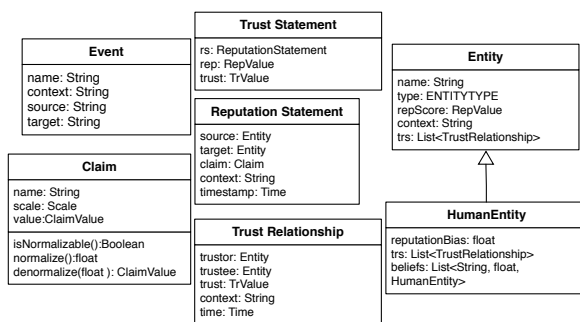 Event
name: String
context: String
source: String
target: String
Claim
name: String
scale: Scale
value:ClaimValue
isNormalizable():Boolean
normalize():float
denormalize(float ): ClaimValue
Trust Statement
rs: ReputationStatement
rep: RepValue
trust: TrValue
Reputation Statement
source: Entity
target: Entity
claim: Claim
context: String
timestamp: Time
Trust Relationship
trustor: Entity
trustee: Entity
trust: TrValue
context: String
time: Time
Entity
name: String
type: ENTITYTYPE
repScore: RepValue
context: String
trs: List<TrustRelationship>
HumanEntity
reputationBias: float
trs: List<TrustRelationship>
beliefs: List<String, float,
HumanEntity>